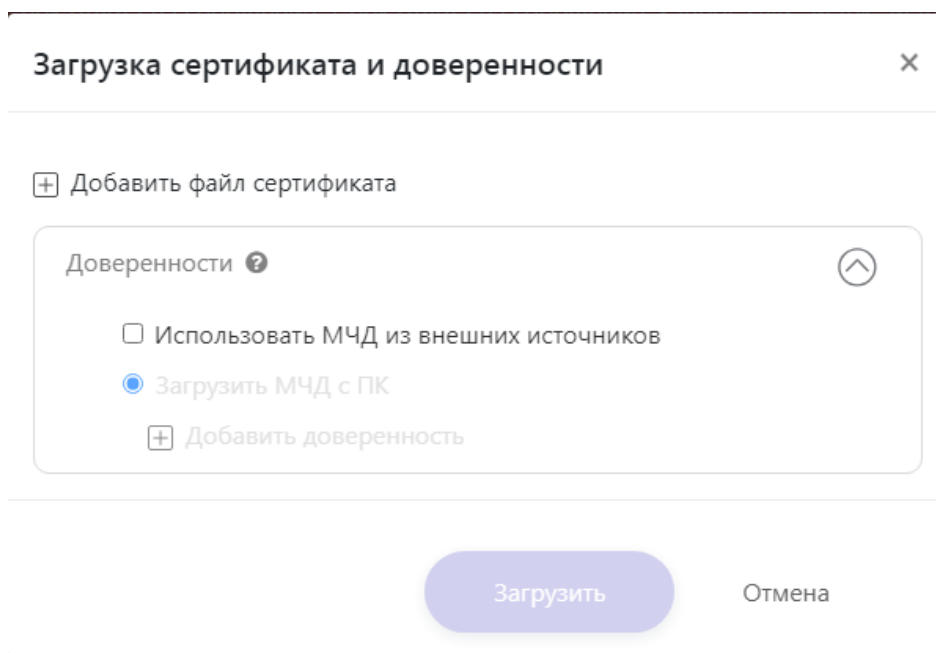 Загрузка сертификата и доверенности
Добавить файл сертификата
Доверенности
Использовать МЧД из внешних источников
Загрузить МЧД с ПК
Добавить доверенность
Загрузить
Отмена